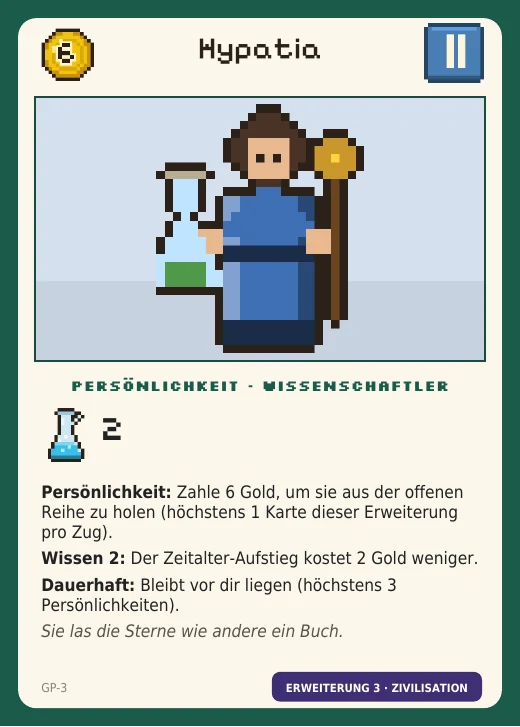 6
Hypatia
II
PERSÖNLICHKEIT - WISSENSCHAFTLER
2
Persönlichkeit: Zahle 6 Gold, um sie aus der offenen
Reihe zu holen (höchstens 1 Karte dieser Erweiterung
pro Zug).
Wissen 2: Der Zeitalter-Aufstieg kostet 2 Gold weniger.
Dauerhaft: Bleibt vor dir liegen (höchstens 3
Persönlichkeiten).
Sie las die Sterne wie andere ein Buch.
GP-3
ERWEITERUNG 3 · ZIVILISATION